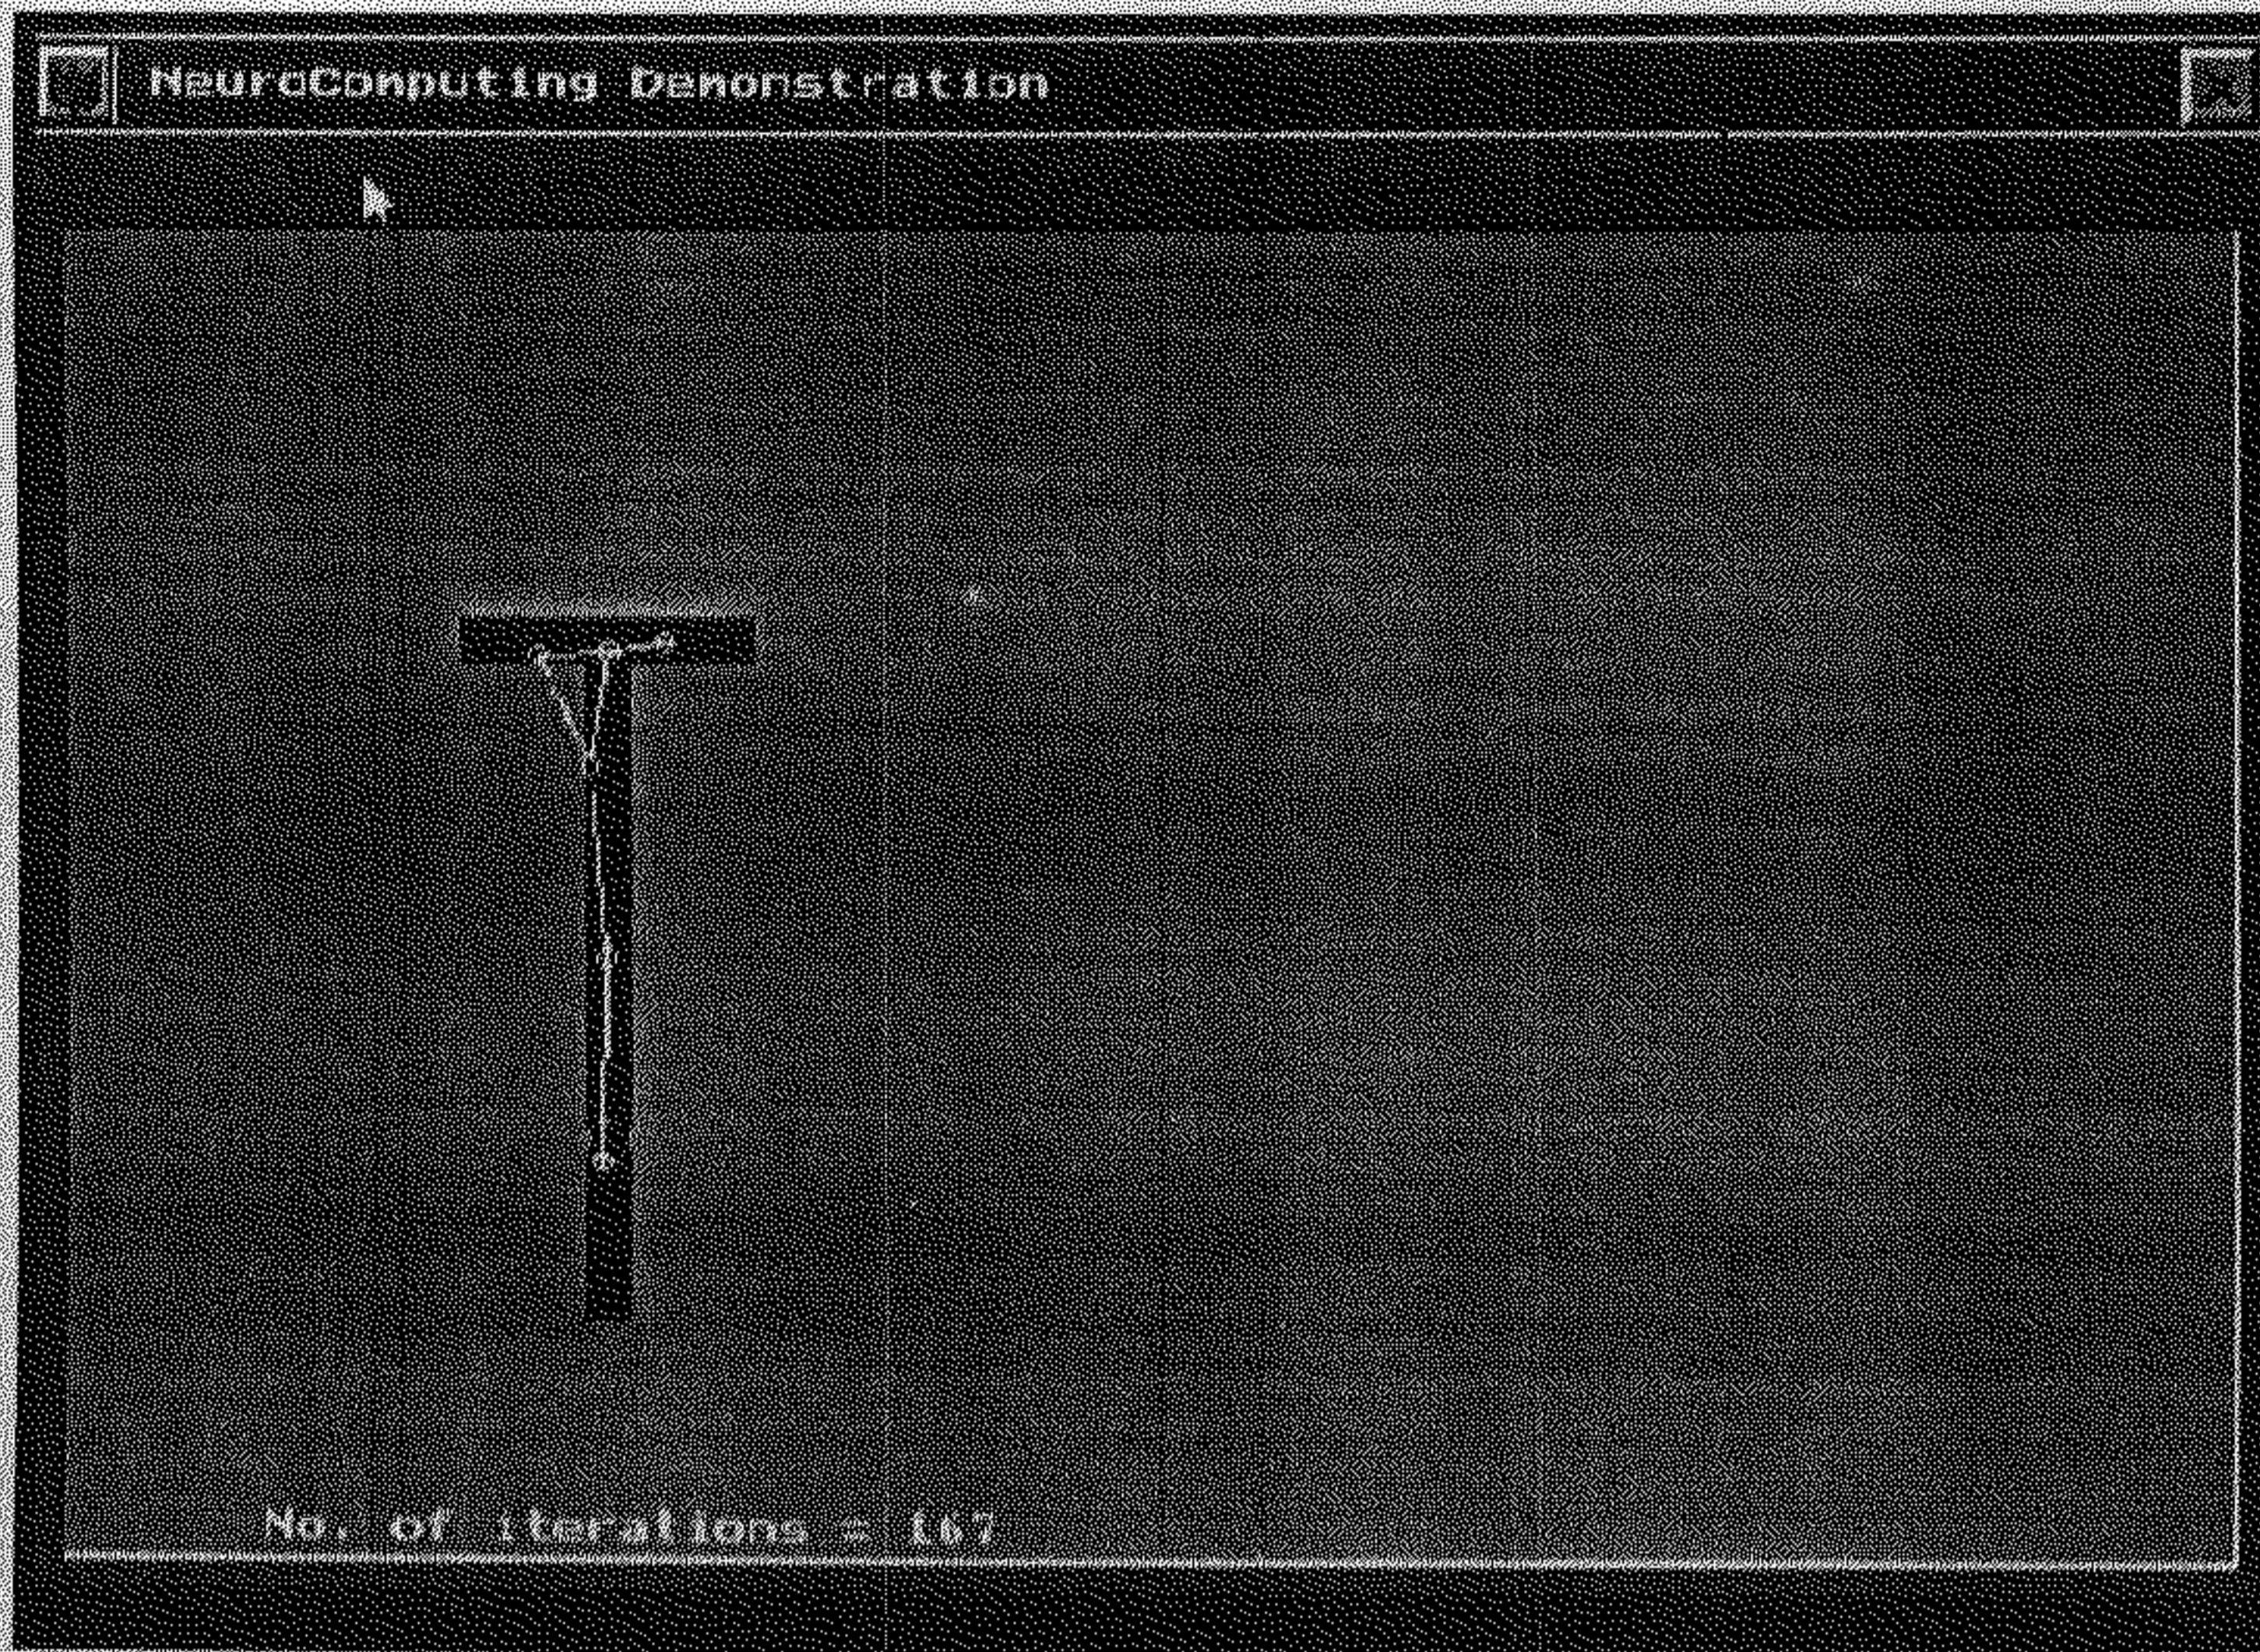 NeuroComputing Demonstration
No. of iterations = 167